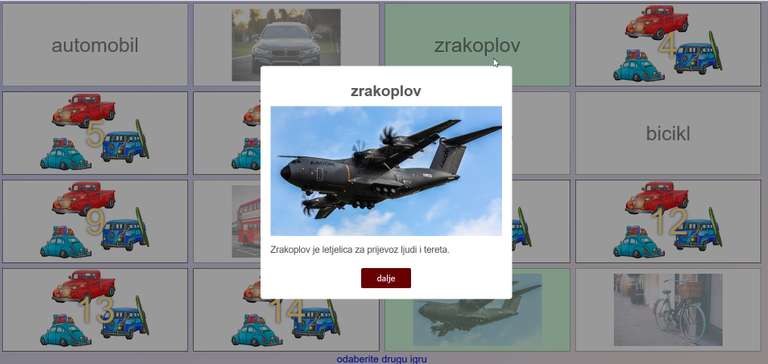 automobil
zrakoplov
4
zrakoplov
5
bicikl
Zrakoplov je letjelica za prijevoz ljudi i tereta.
9
12
dalje
13
14
odaberite drugu igru